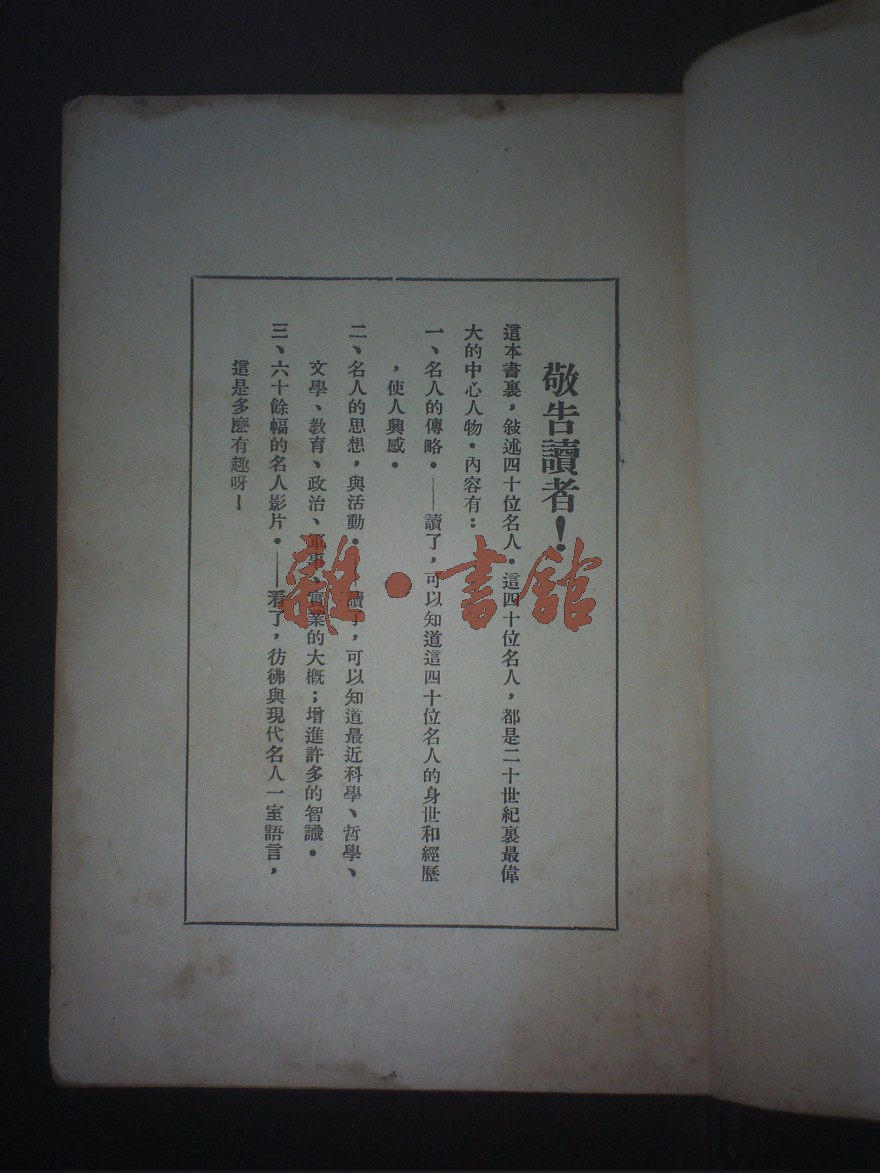 敬告讀者！
這本書裏，敍述四十位名人．這四十位名人，都是二十世紀裏最偉
大的中心人物．內容有：
一、名人的傳略．——讀了，可以知道這四十位名人的身世和經歷
，使人興感．
二、名人的思想，與活動．——讀了，可以知道最近科學、哲學、
文學、教育、政治、軍事、實業的大槪；增進許多的智識．
三、六十餘幅的名人影片．——看了，彷彿與現代名人一室語言，
這是多麼有趣呀！
雜·書館